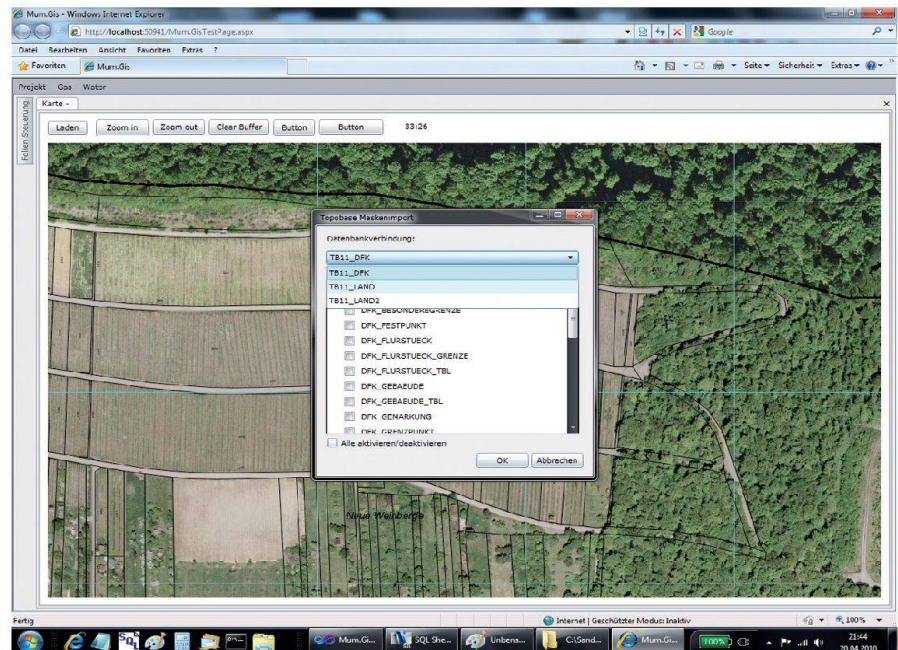 Mum.Gis - Windows Internet Explorer
http://localhost:50941/Mum.GisTestPage.aspx
Google
Datei Bearbeiten Ansicht Favoriten Extras ?
Favoriten Mum.Gis
Seite Sicherheit Extras
Projekt Gas Water
Karte
Folien Steuerung
Laden Zoom in Zoom out Clear Buffer Button Button 33:26
Topobase Maskenimport
Datenbankverbindung:
TB11_DFK
TB11_DFK
TB11_LAND
TB11_LAND2
DFK_BESONDEREGRENZE
DFK_FESTPUNKT
DFK_FLURSTUECK
DFK_FLURSTUECK_GRENZE
DFK_FLURSTUECK_TBL
DFK_GEBAEUDE
DFK_GEBAEUDE_TBL
DFK_GEMARKUNG
DFK_GRENZPUNKT
Alle aktivieren/deaktivieren
OK Abbrechen
Neue Weinberge
Fertig
Internet | Geschützter Modus: Inaktiv
100%
Mum.Gi... SQL She... Unbena... C:\Sand... Mum.Gi...
100%
21:44
20.04.2010